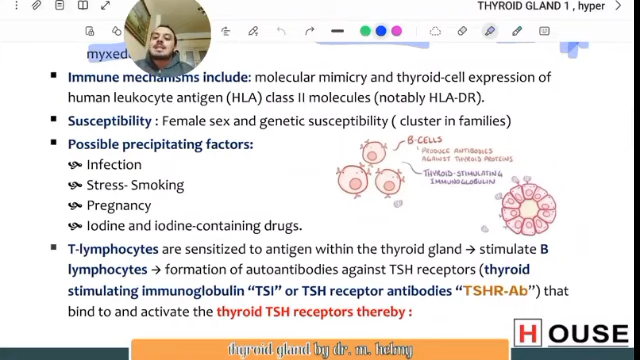 THYROID GLAND 1 , hyper
myxed
Immune mechanisms include: molecular mimicry and thyroid-cell expression of
human leukocyte antigen (HLA) class II molecules (notably HLA-DR).
Susceptibility : Female sex and genetic susceptibility ( cluster in families)
Possible precipitating factors:
Infection
Stress- Smoking
Pregnancy
Iodine and iodine-containing drugs.
B-CELLS
PRODUCE ANTIBODIES
AGAINST THYROID PROTEINS
THYROID-STIMULATING
IMMUNOGLOBULIN
T-lymphocytes are sensitized to antigen within the thyroid gland → stimulate B
lymphocytes → formation of autoantibodies against TSH receptors (thyroid
stimulating immunoglobulin "TSI" or TSH receptor antibodies "TSHR-Ab") that
bind to and activate the thyroid TSH receptors thereby :
HOUSE
thyroid gland by dr. m. helmy